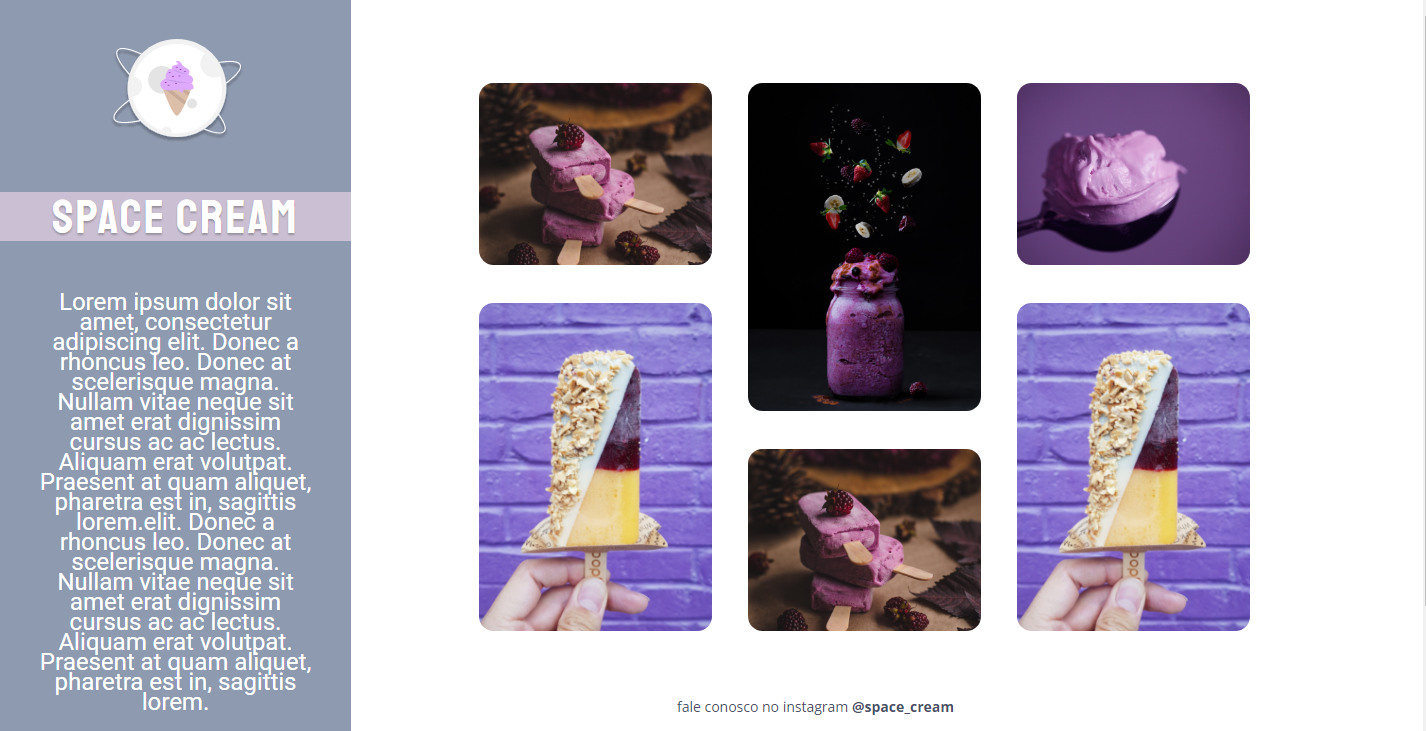 SPACE CREAM
Lorem ipsum dolor sit
amet, consectetur
adipiscing elit. Donec a
rhoncus leo. Donec at
scelerisque magna.
Nullam vitae neque sit
amet erat dignissim
cursus ac ac lectus.
Aliquam erat volutpat.
Praesent at quam aliquet,
pharetra est in, sagittis
lorem.elit. Donec a
rhoncus leo. Donec at
scelerisque magna.
Nullam vitae neque sit
amet erat dignissim
cursus ac ac lectus.
Aliquam erat volutpat.
Praesent at quam aliquet,
pharetra est in, sagittis
lorem.
fale conosco no instagram @space_cream